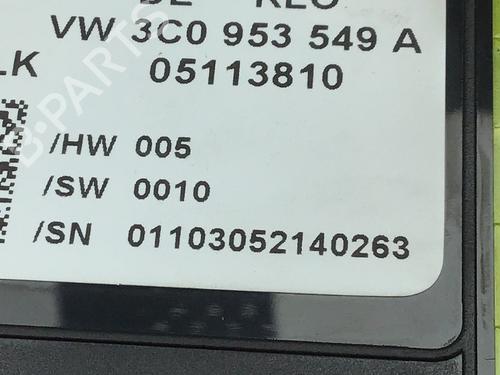 VW 3C0 953 549 A
LK 05113810
/HW 005
/SW 0010
/SN 01103052140263